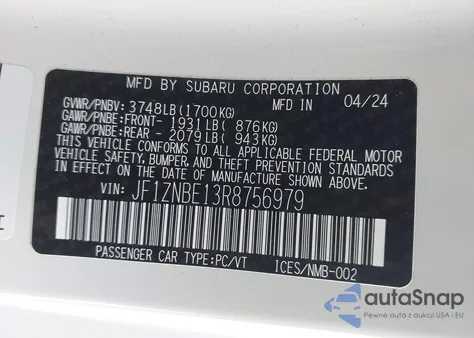 MFD BY SUBARU CORPORATION
GVWR/PNBV: 3748LB(1700KG) IN 04/24
GAWR/PNBE:FRONT- 1931LB( 876KG)
GAWR/PNBE:REAR - 2079LB( 943KG)
THIS VEHICLE CONFORMS TO ALL APPLICABLE FEDERAL MOTOR
VEHICLE SAFETY, BUMPER, AND THEFT PREVENTION STANDARDS
IN EFFECT ON THE DATE OF MANUFACTURE SHOWN ABOVE.
VIN: JF1ZNBE13R8756979
PASSENGER CAR TYPE:PC/VT ICES/NMB-002
autoSnap
Pewne auta z USA i EU